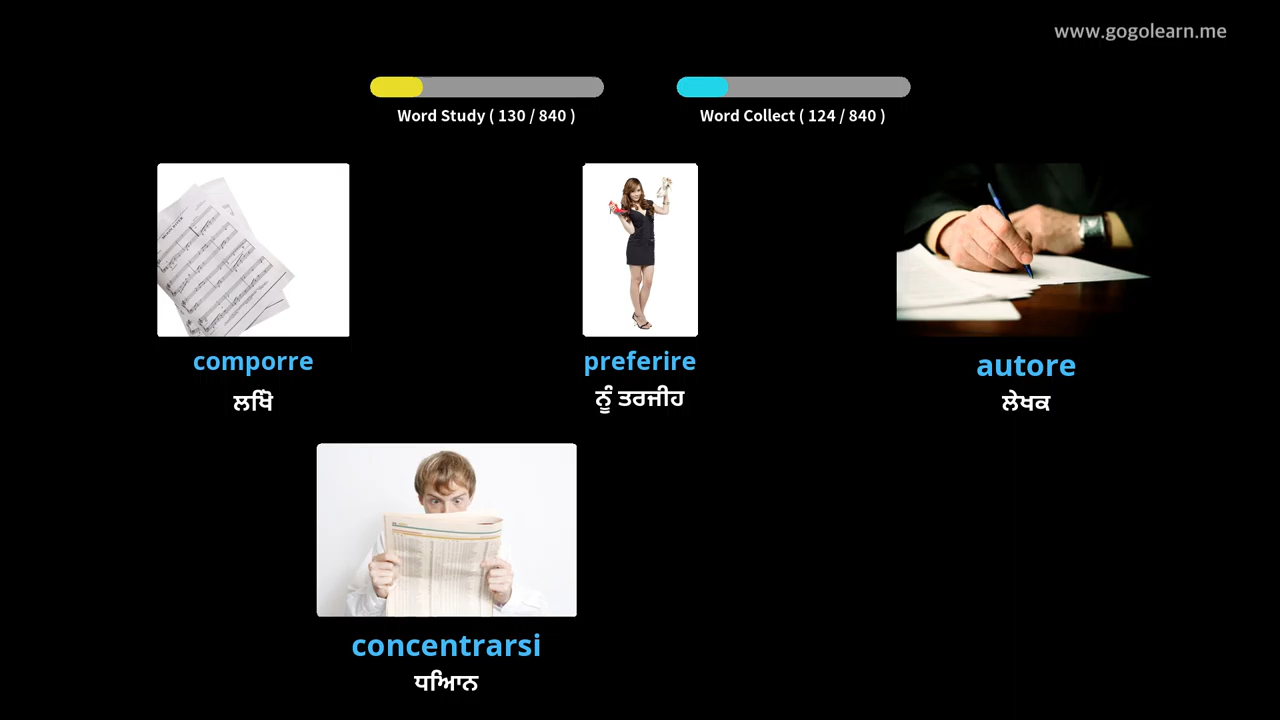 www.gogolearn.me
Word Study ( 130 / 840 )
Word Collect ( 124 / 840 )
comporre
ਲਿਖੋ
preferire
ਨੂੰ ਤਰਜੀਹ
autore
ਲੇਖਕ
concentrarsi
ਧਿਆਨ